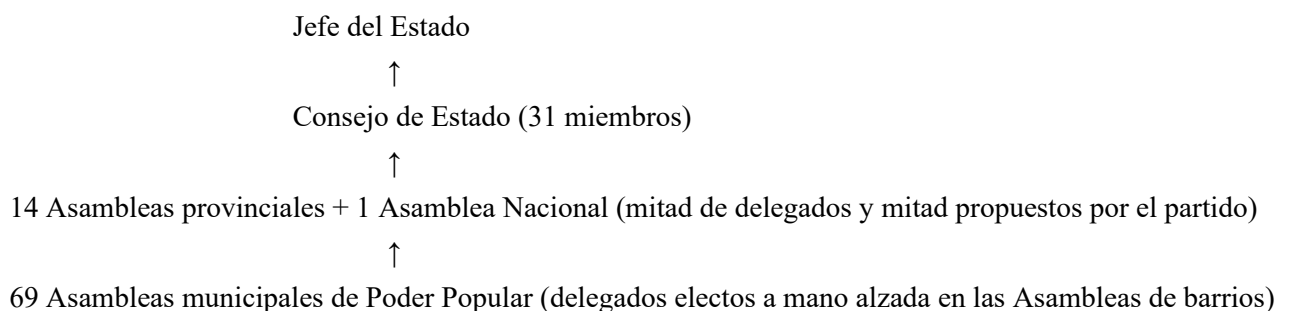 Jefe del Estado
↑
Consejo de Estado (31 miembros)
↑
14 Asambleas provinciales + 1 Asamblea Nacional (mitad de delegados y mitad propuestos por el partido)
↑
69 Asambleas municipales de Poder Popular (delegados electos a mano alzada en las Asambleas de barrios)